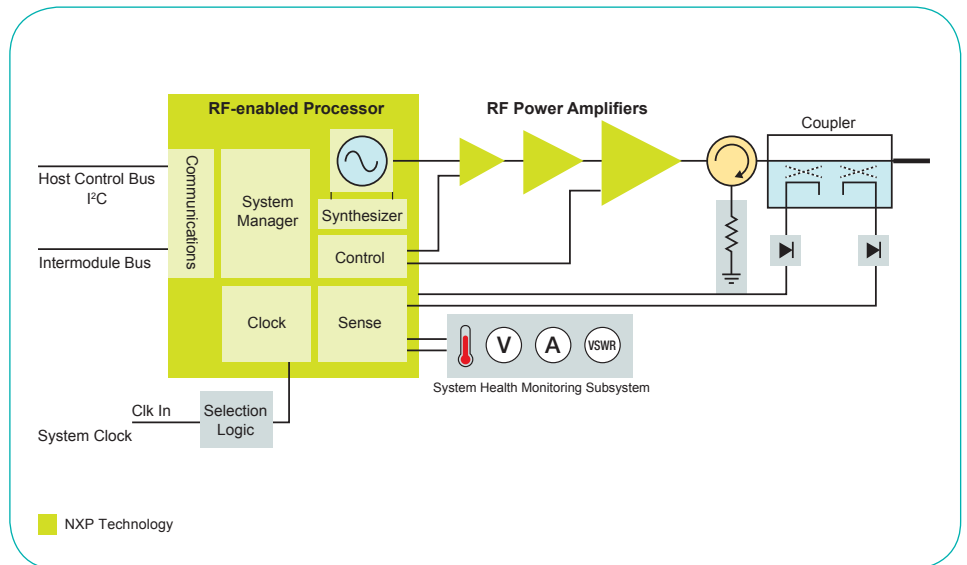 RF-enabled Processor
RF Power Amplifiers
Coupler
Host Control Bus
I²C
Intermodule Bus
Communications
System
Manager
Synthesizer
Control
Clock
Sense
V
A
VSWR
System Health Monitoring Subsystem
Clk In
System Clock
Selection
Logic
NXP Technology